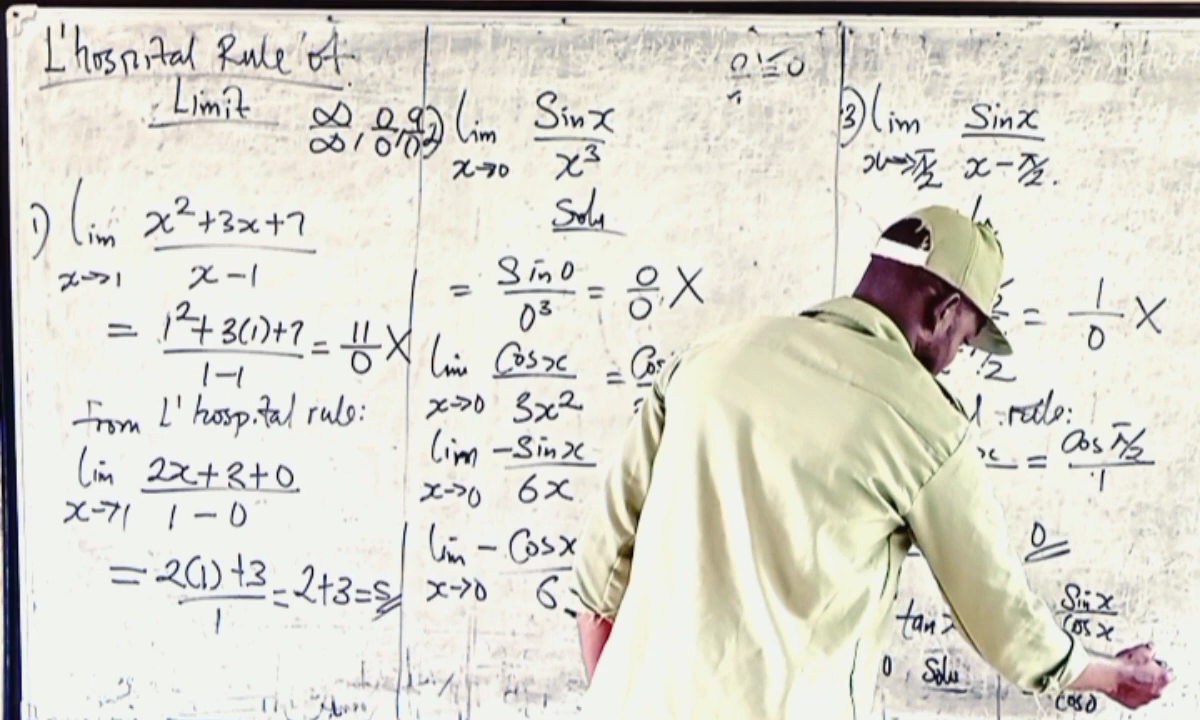 L'hospital Rule of
Limit
∞/∞, 0/0, a/0
1) lim x→1 (x²+3x+7)/(x-1)
= (1²+3(1)+7)/(1-1) = 11/0 X
From L'hospital rule:
lim x→1 (2x+3+0)/(1-0)
= (2(1)+3)/1 = 2+3=5
2) lim x→0 Sinx/x³
Solu
= Sin0/0³ = 0/0 X
lim x→0 Cosx/3x² = Cos
lim x→0 -Sinx/6x
lim x→0 -Cosx/6
= 0
3) lim x→π/2 Sinx/(x-π/2).
= 1/0 X
rule:
= Cosπ/2/1
0
tan
Sinx/Cosx
0 Solu
Cos0